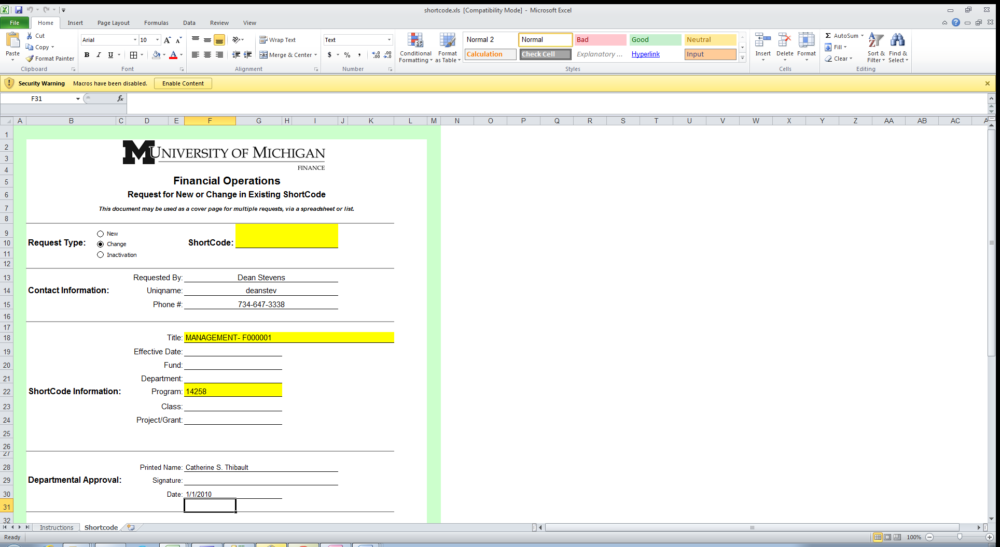 shortcode.xls [Compatibility Mode] - Microsoft Excel
File Home Insert Page Layout Formulas Data Review View
Paste
Cut
Copy
Format Painter
Clipboard
Arial 10
B I U A
Font
Wrap Text
Merge & Center
Alignment
Text
$ % ,
Number
Conditional Formatting
Format as Table
Normal 2 Normal Bad Good Neutral
Calculation Check Cell Explanatory ... Hyperlink Input
Styles
Insert Delete Format
Cells
AutoSum
Fill
Clear
Sort & Filter
Find & Select
Editing
Security Warning Macros have been disabled. Enable Content
F31 fx
A B C D E F G H I J K L M N O P Q R S T U V W X Y Z AA AB AC A
1
2
3
4
5
6
7
8
9
10
11
12
13
14
15
16
17
18
19
20
21
22
23
24
25
26
27
28
29
30
31
32
M UNIVERSITY OF MICHIGAN
FINANCE
Financial Operations
Request for New or Change in Existing ShortCode
This document may be used as a cover page for multiple requests, via a spreadsheet or list.
Request Type:
New
Change
Inactivation
ShortCode:
Contact Information:
Requested By: Dean Stevens
Uniqname: deanstev
Phone #: 734-647-3338
ShortCode Information:
Title: MANAGEMENT- F000001
Effective Date:
Fund:
Department:
Program: 14258
Class:
Project/Grant:
Departmental Approval:
Printed Name: Catherine S. Thibault
Signature:
Date: 1/1/2010
Instructions Shortcode
Ready 100%